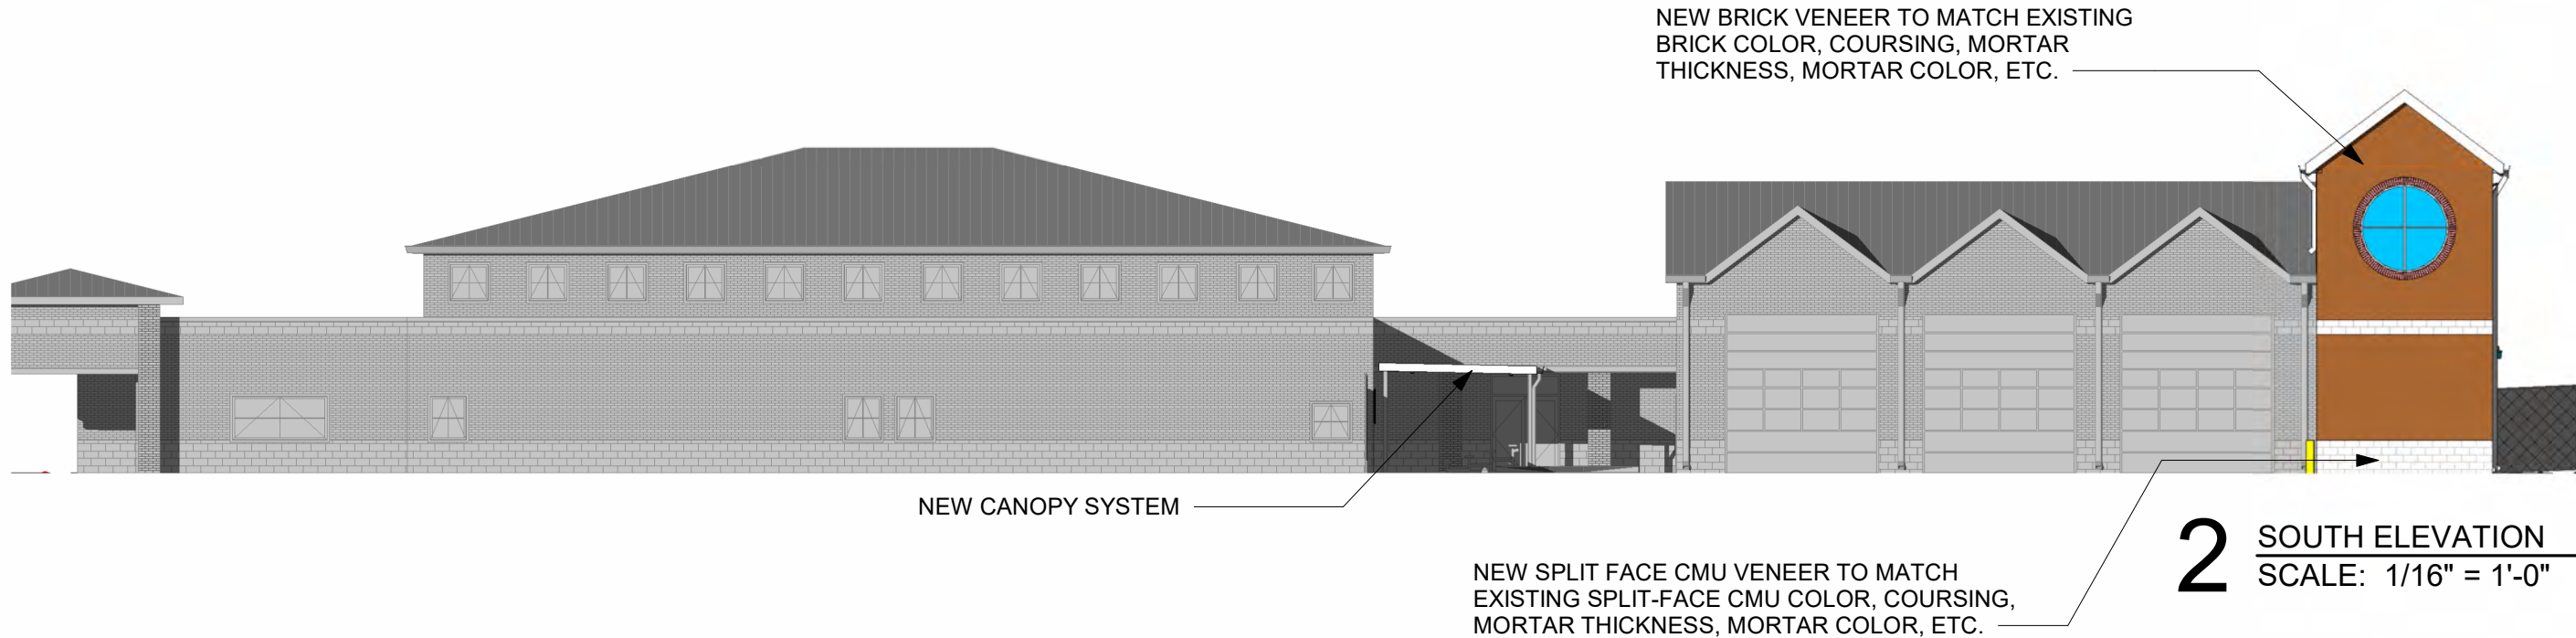 NEW BRICK VENEER TO MATCH EXISTING
BRICK COLOR, COURSING, MORTAR
THICKNESS, MORTAR COLOR, ETC.
NEW CANOPY SYSTEM
NEW SPLIT FACE CMU VENEER TO MATCH
EXISTING SPLIT-FACE CMU COLOR, COURSING,
MORTAR THICKNESS, MORTAR COLOR, ETC.
2
SOUTH ELEVATION
SCALE: 1/16" = 1'-0"